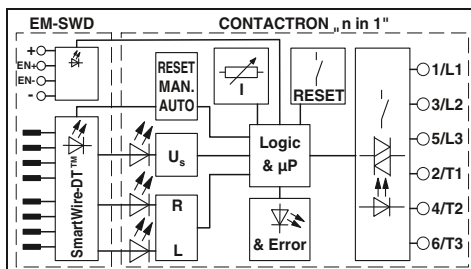 EM-SWD
CONTACTRON „n in 1"
+
EN+
EN-
-
RESET
MAN.
AUTO
I
RESET
SmartWire-DT™
Us
Logic
& µP
R
L
& Error
1/L1
3/L2
5/L3
2/T1
4/T2
6/T3